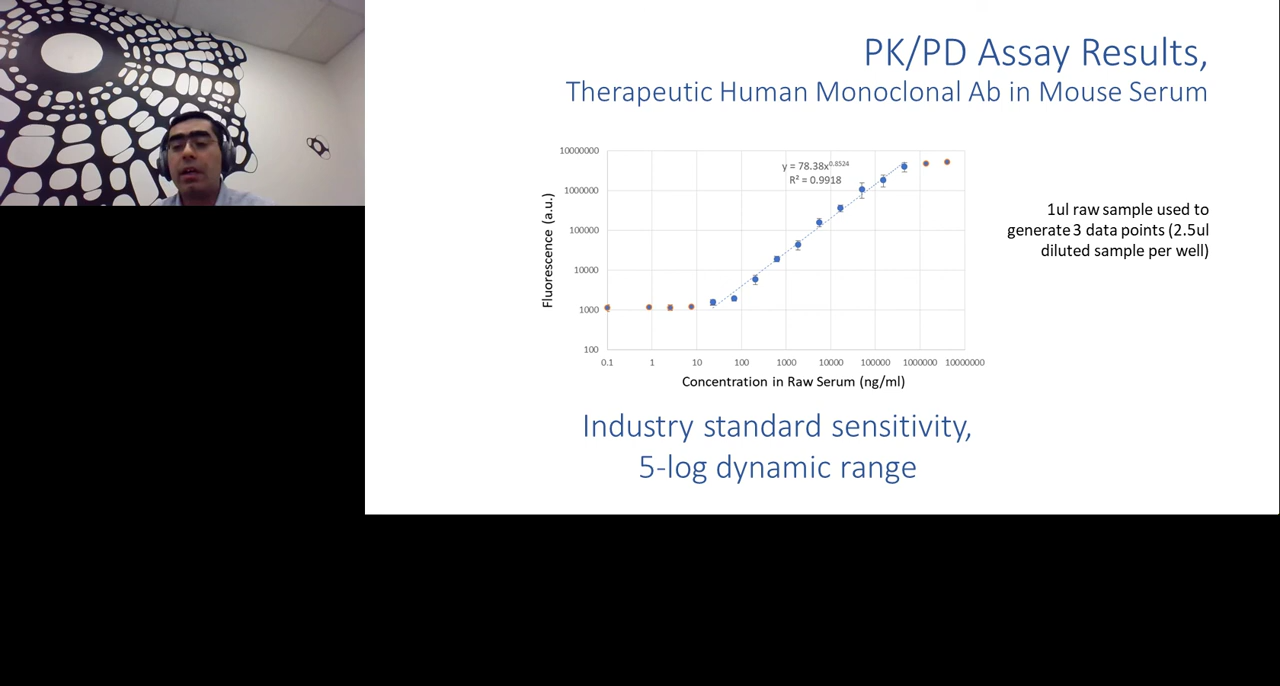 PK/PD Assay Results,
Therapeutic Human Monoclonal Ab in Mouse Serum
10000000
1000000
100000
10000
1000
100
Fluorescence (a.u.)
y = 78.38x^0.8524
R² = 0.9918
0.1 1 10 100 1000 10000 100000 1000000 10000000
Concentration in Raw Serum (ng/ml)
1ul raw sample used to
generate 3 data points (2.5ul
diluted sample per well)
Industry standard sensitivity,
5-log dynamic range